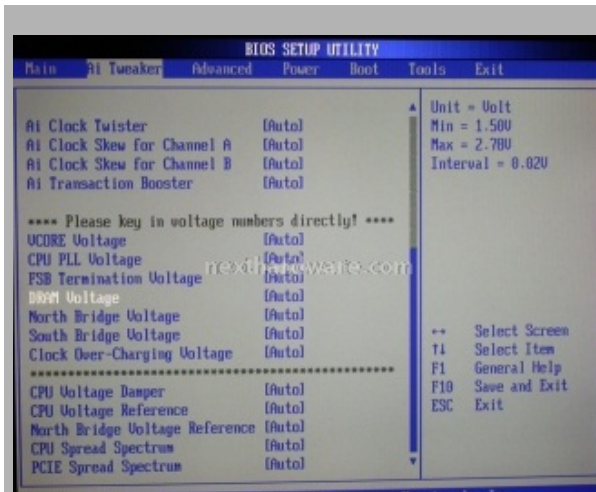 BIOS SETUP UTILITY
Main Ai Tweaker Advanced Power Boot Tools Exit
Ai Clock Twister [Auto]
Ai Clock Skew for Channel A [Auto]
Ai Clock Skew for Channel B [Auto]
Ai Transaction Booster [Auto]
**** Please key in voltage numbers directly! ****
VCORE Voltage [Auto]
CPU PLL Voltage [Auto]
FSB Termination Voltage [Auto]
DRAM Voltage [Auto]
North Bridge Voltage [Auto]
South Bridge Voltage [Auto]
Clock Over-Charging Voltage [Auto]
CPU Voltage Damper [Auto]
CPU Voltage Reference [Auto]
North Bridge Voltage Reference [Auto]
CPU Spread Spectrum [Auto]
PCIE Spread Spectrum [Auto]
Unit = Volt
Min = 1.50V
Max = 2.78V
Interval = 0.02V
↔ Select Screen
↑↓ Select Item
F1 General Help
F10 Save and Exit
ESC Exit
nexthardware.com